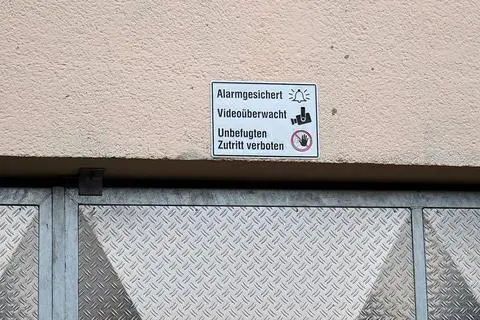 Alarmgesichert
Videoüberwacht
Unbefugten
Zutritt verboten